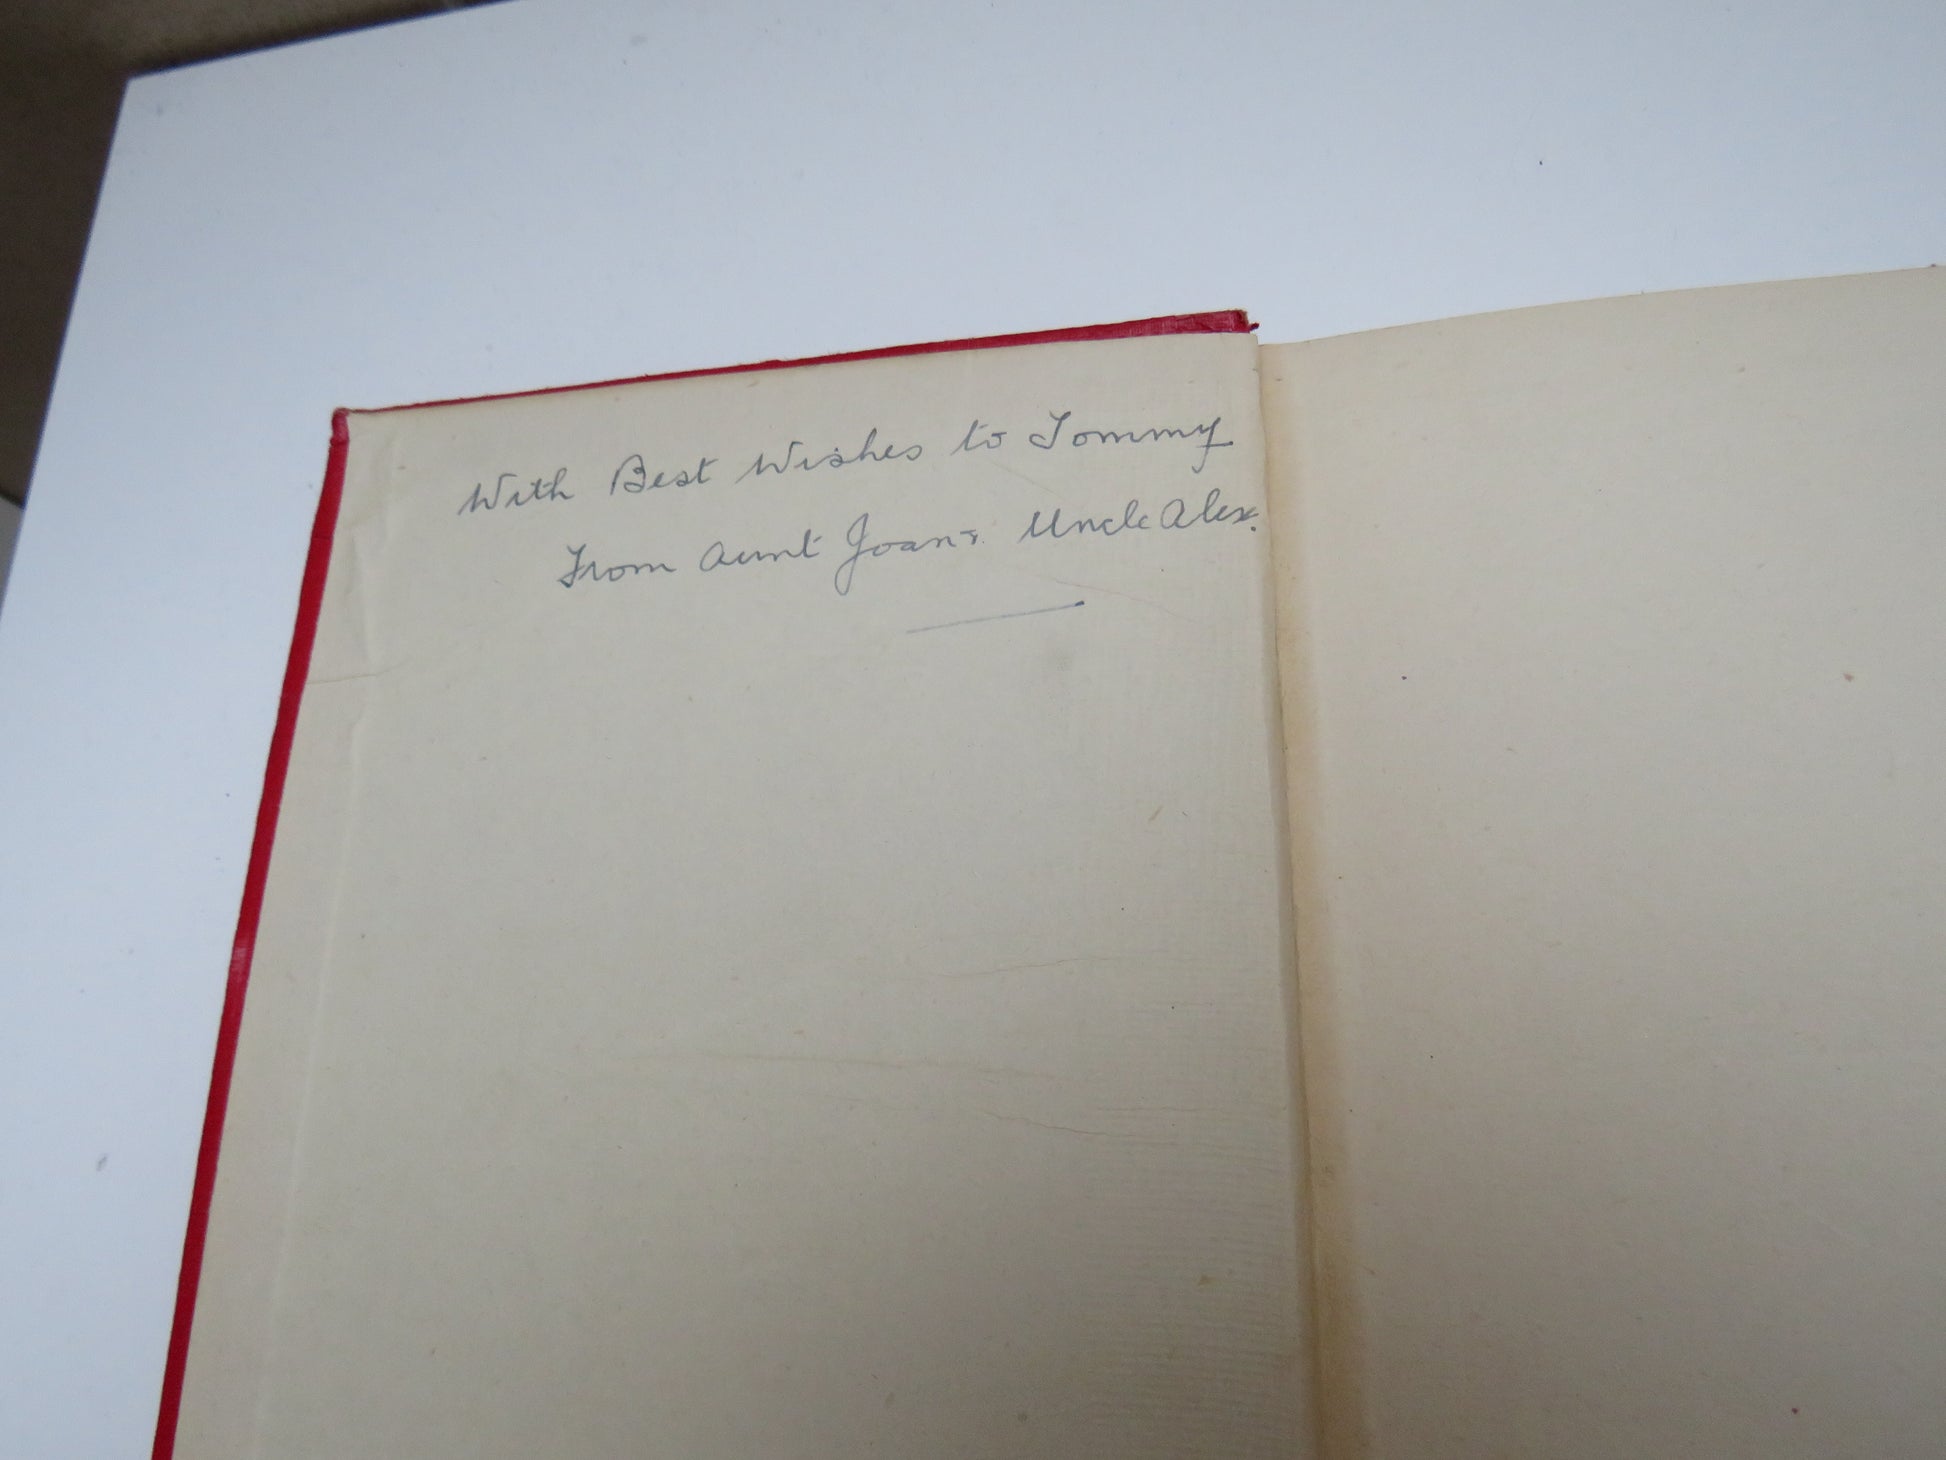 With Best Wishes to Tommy
From Aunt Joan & Uncle Alex.